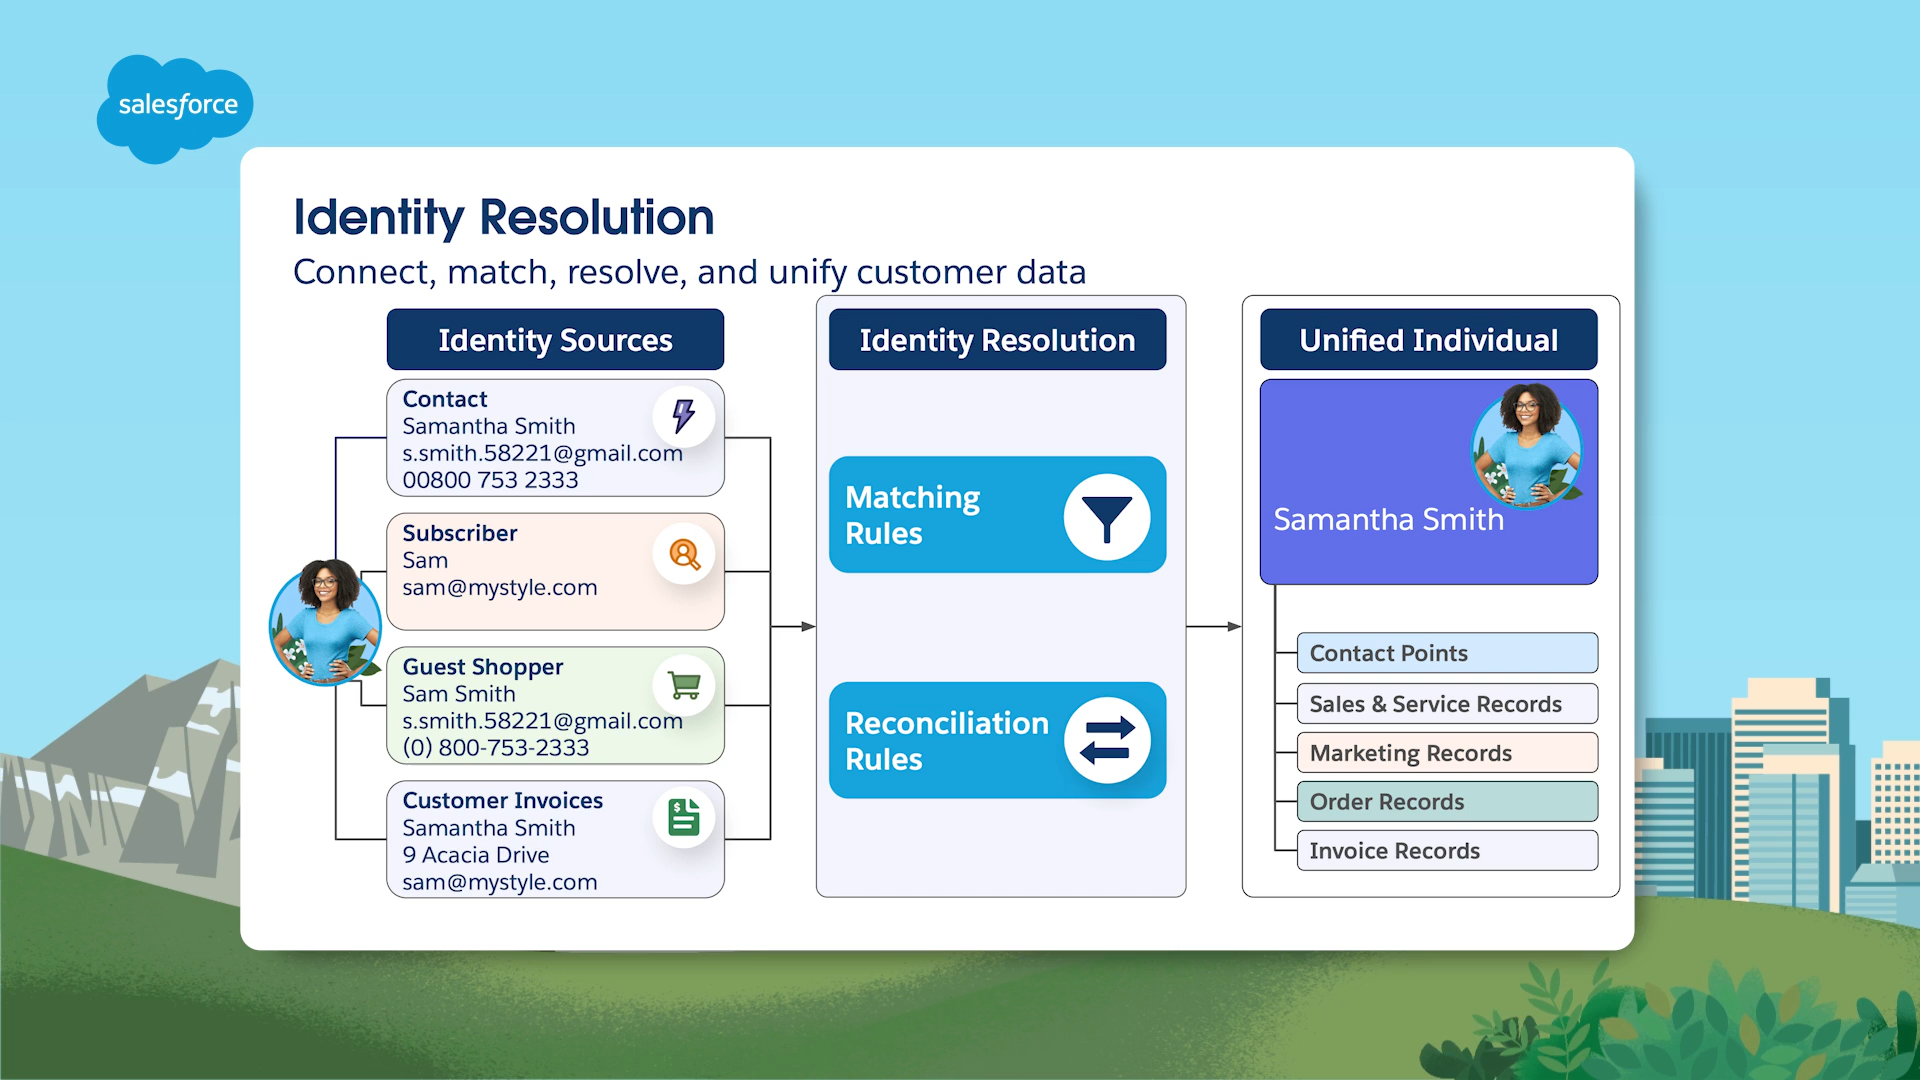 salesforce
Identity Resolution
Connect, match, resolve, and unify customer data
Identity Sources
Contact
Samantha Smith
s.smith.58221@gmail.com
00800 753 2333
Subscriber
Sam
sam@mystyle.com
Guest Shopper
Sam Smith
s.smith.58221@gmail.com
(0) 800-753-2333
Customer Invoices
Samantha Smith
9 Acacia Drive
sam@mystyle.com
Identity Resolution
Matching
Rules
Reconciliation
Rules
Unified Individual
Samantha Smith
Contact Points
Sales & Service Records
Marketing Records
Order Records
Invoice Records